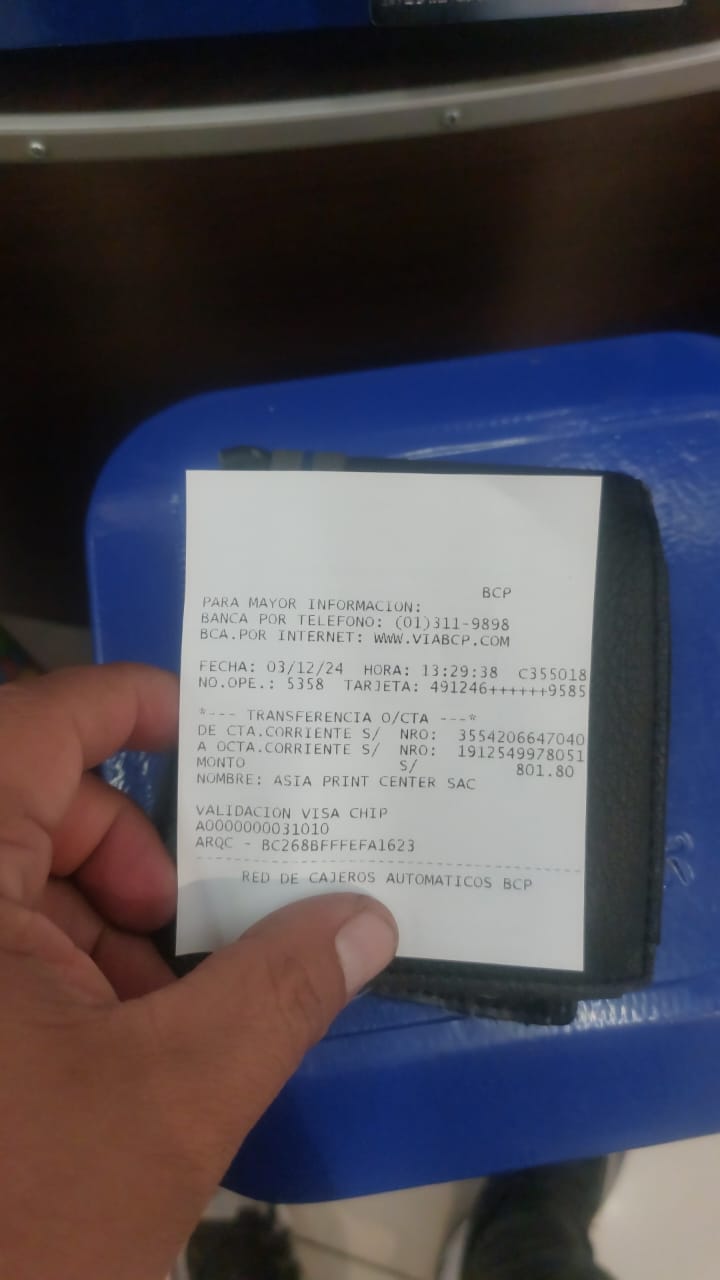 BCP
PARA MAYOR INFORMACION:
BANCA POR TELEFONO: (01)311-9898
BCA.POR INTERNET: WWW.VIABCP.COM
FECHA: 03/12/24 HORA: 13:29:38 C355018
NO.OPE.: 5358 TARJETA: 491246++++++9585
*--- TRANSFERENCIA O/CTA ---*
DE CTA.CORRIENTE S/ NRO: 3554206647040
A OCTA.CORRIENTE S/ NRO: 1912549978051
MONTO S/ 801.80
NOMBRE: ASIA PRINT CENTER SAC
VALIDACION VISA CHIP
A0000000031010
ARQC - BC268BFFFEFA1623
RED DE CAJEROS AUTOMATICOS BCP